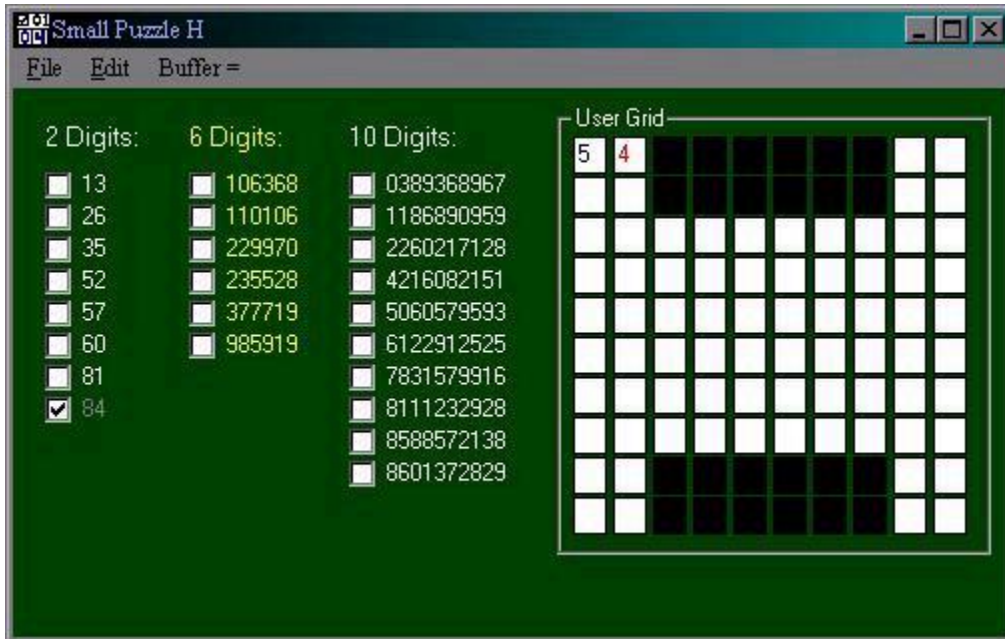 Small Puzzle H
File Edit Buffer =
User Grid
2 Digits: 6 Digits: 10 Digits:
5 4
13 106368 0389368967
26 110106 1186890959
35 229970 2260217128
52 235528 4216082151
57 377719 5060579593
60 985919 6122912525
81 7831579916
84 8111232928
8588572138
8601372829